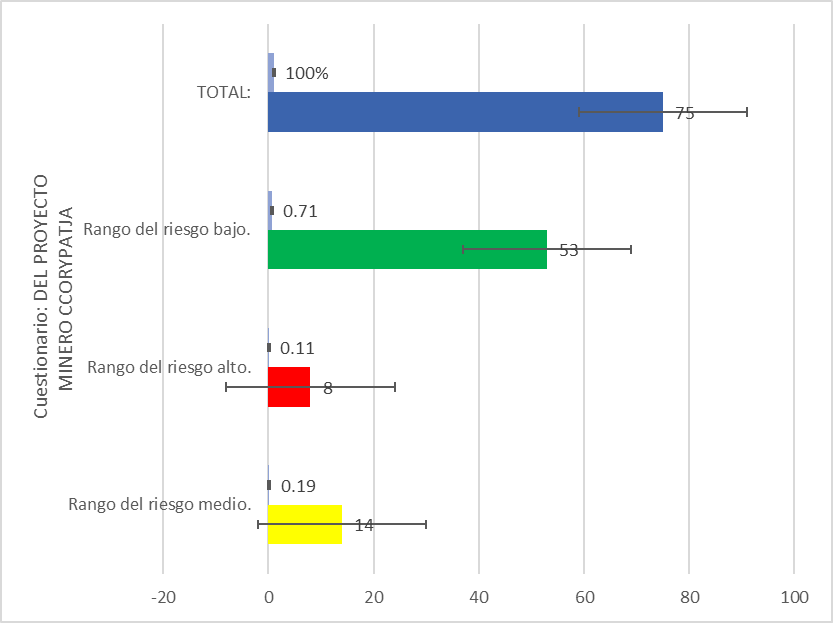 Cuestionario: DEL PROYECTO
MINERO CCORYPATJA
TOTAL:
100%
75
Rango del riesgo bajo.
0.71
53
Rango del riesgo alto.
0.11
8
Rango del riesgo medio.
0.19
14
-20
0
20
40
60
80
100